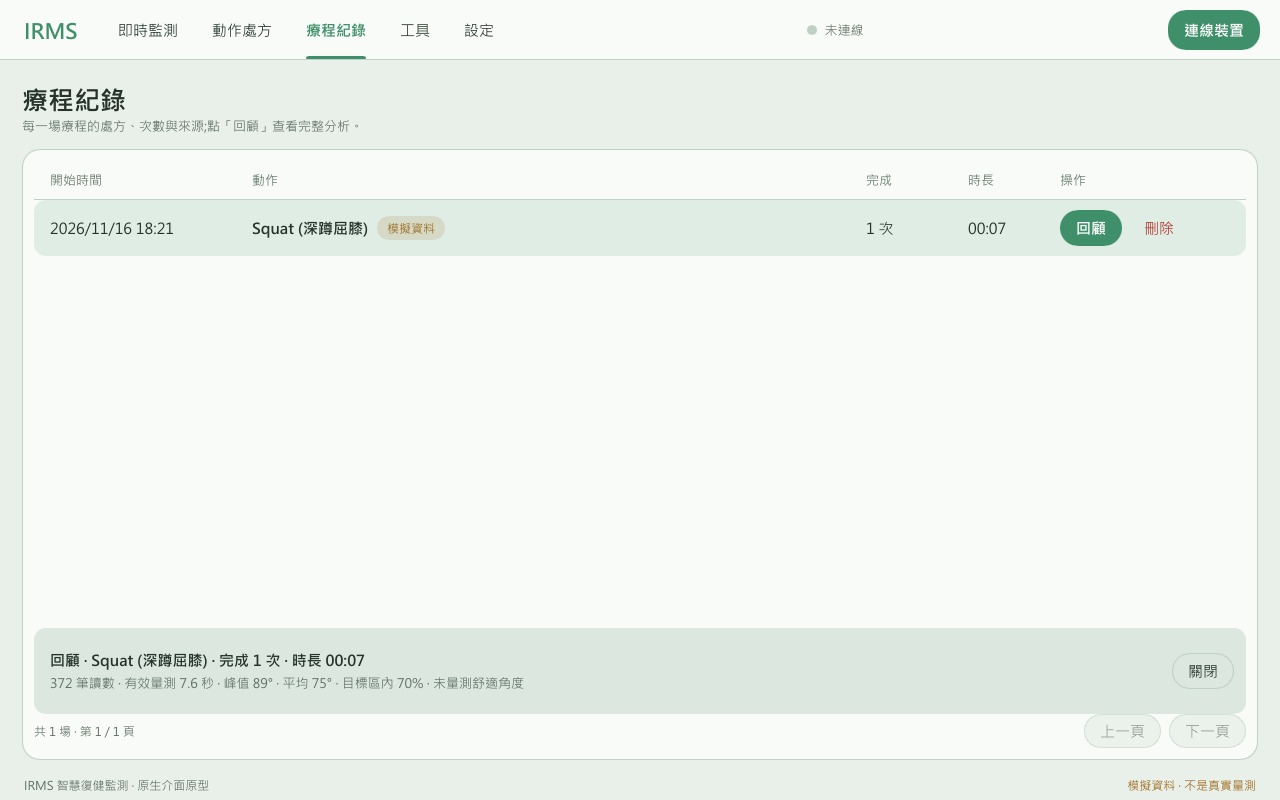 IRMS 即時監測 動作處方 療程紀錄 工具 設定 未連線 連線裝置
療程紀錄
每一場療程的處方、次數與來源;點「回顧」查看完整分析。
開始時間 動作 完成 時長 操作
2026/11/16 18:21 Squat (深蹲屈膝) 模擬資料 1 次 00:07 回顧 刪除
回顧 · Squat (深蹲屈膝) · 完成 1 次 · 時長 00:07
372 筆讀數 · 有效量測 7.6 秒 · 峰值 89° · 平均 75° · 目標區內 70% · 未量測舒適角度
關閉
共 1 場 · 第 1 / 1 頁 上一頁 下一頁
IRMS 智慧復健監測 · 原生介面原型 模擬資料 · 不是真實量測